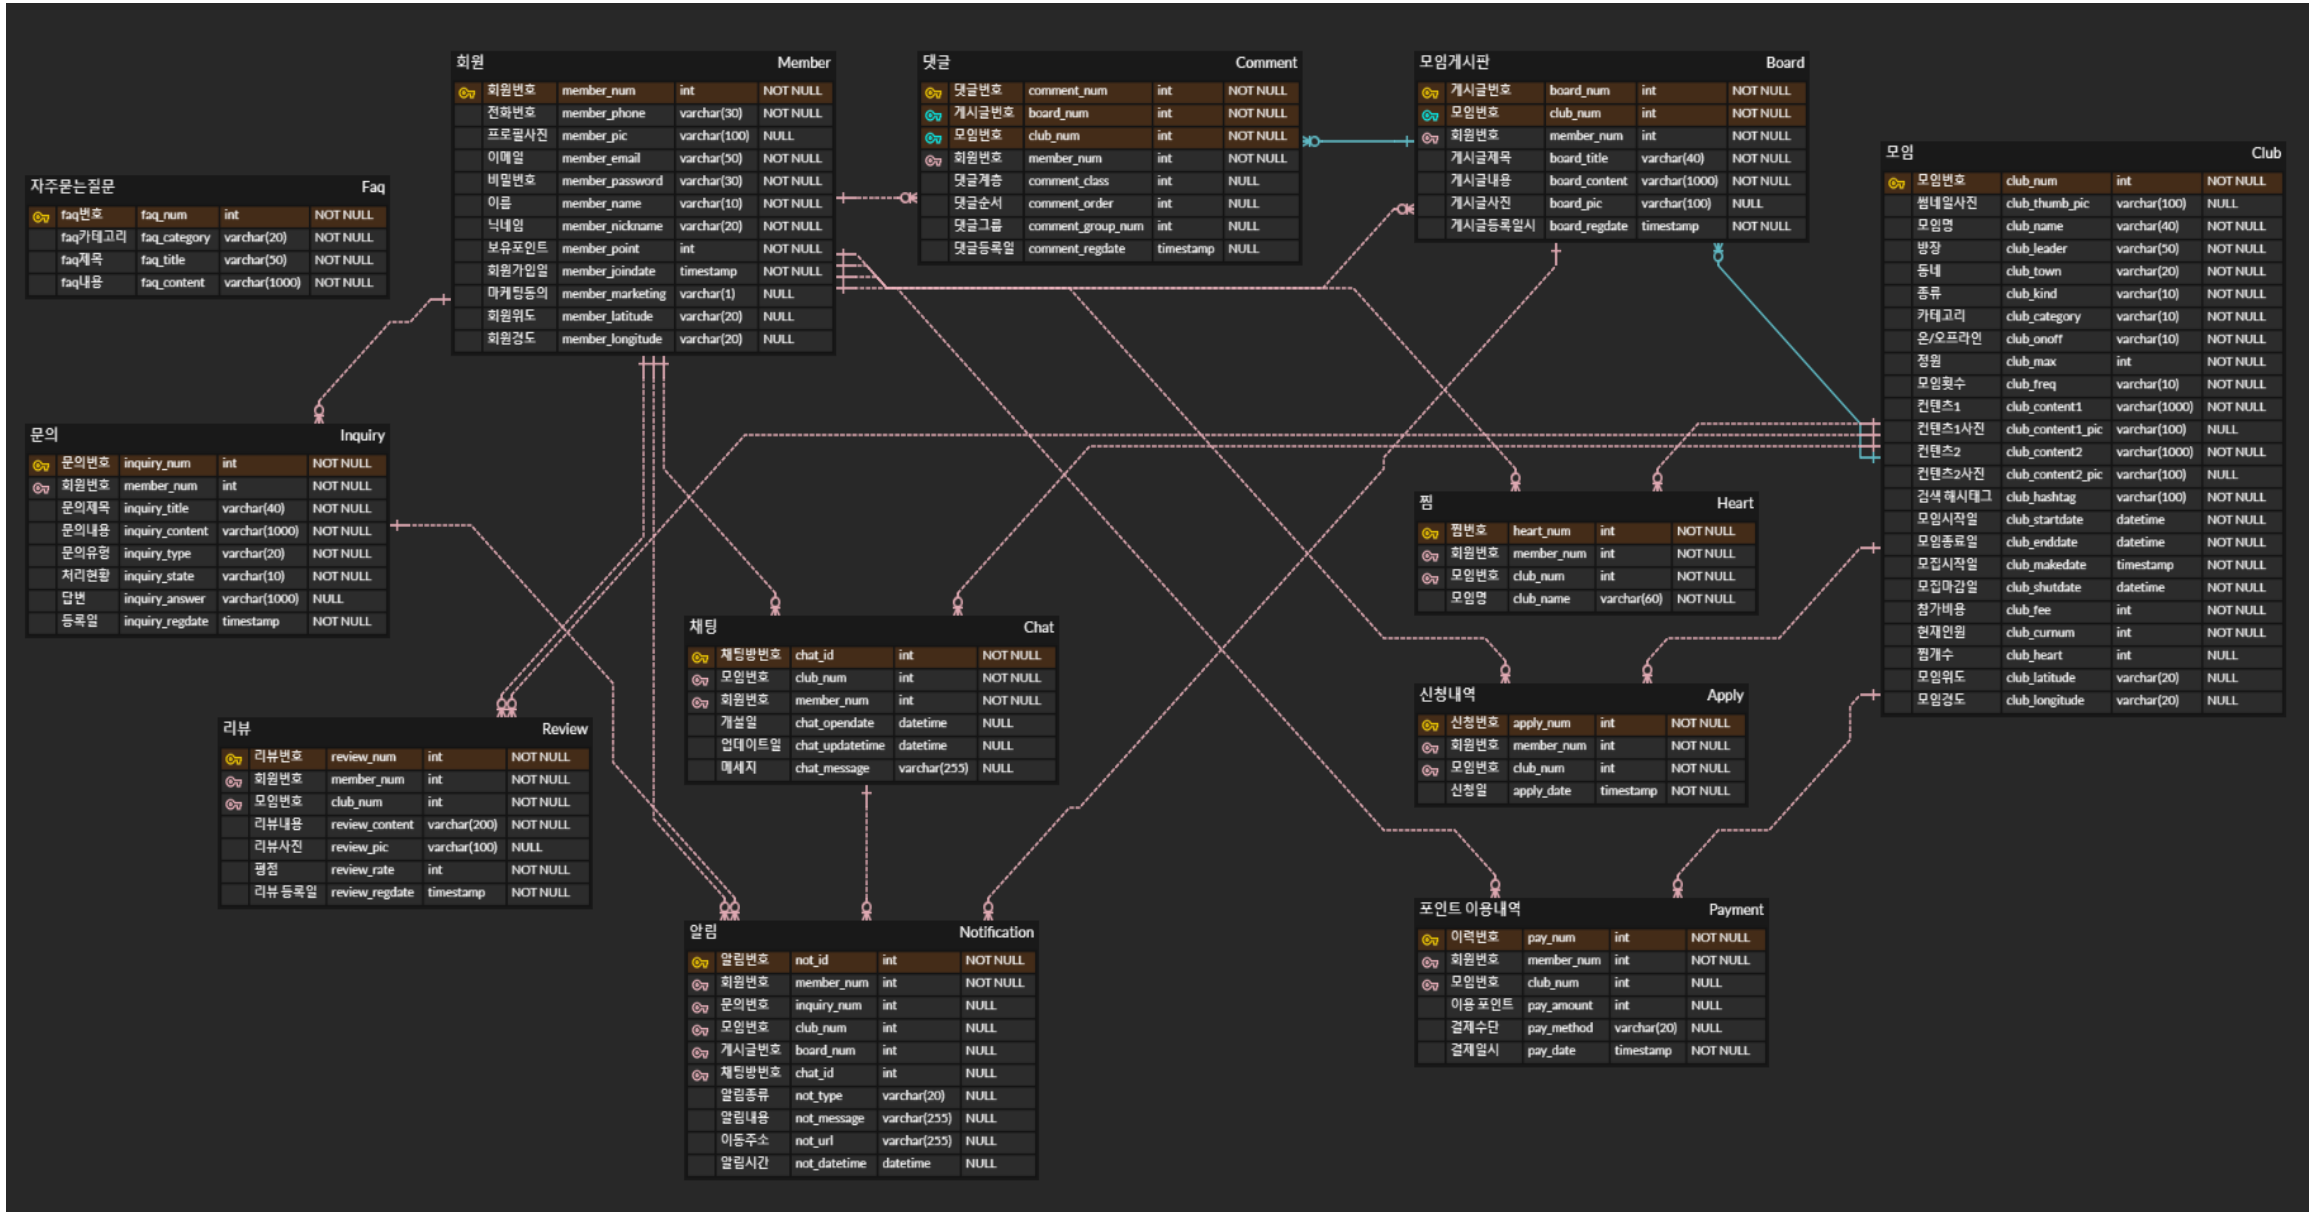 회원 Member
회원번호 member_num int NOT NULL
전화번호 member_phone varchar(30) NOT NULL
프로필사진 member_pic varchar(100) NULL
이메일 member_email varchar(50) NOT NULL
비밀번호 member_password varchar(30) NOT NULL
이름 member_name varchar(10) NOT NULL
닉네임 member_nickname varchar(20) NOT NULL
보유포인트 member_point int NOT NULL
회원가입일 member_joindate timestamp NOT NULL
마케팅동의 member_marketing varchar(1) NULL
회원위도 member_latitude varchar(20) NULL
회원경도 member_longitude varchar(20) NULL
댓글 Comment
댓글번호 comment_num int NOT NULL
게시글번호 board_num int NOT NULL
모임번호 club_num int NOT NULL
회원번호 member_num int NOT NULL
댓글계층 comment_class int NULL
댓글순서 comment_order int NULL
댓글그룹 comment_group_num int NULL
댓글등록일 comment_regdate timestamp NOT NULL
모임게시판 Board
게시글번호 board_num int NOT NULL
모임번호 club_num int NOT NULL
회원번호 member_num int NOT NULL
게시글제목 board_title varchar(40) NOT NULL
게시글내용 board_content varchar(1000) NOT NULL
게시글사진 board_pic varchar(100) NULL
게시글등록일시 board_regdate timestamp NOT NULL
모임 Club
모임번호 club_num int NOT NULL
썸네일사진 club_thumb_pic varchar(100) NULL
모임명 club_name varchar(40) NOT NULL
방장 club_leader varchar(50) NOT NULL
동네 club_town varchar(20) NOT NULL
종류 club_kind varchar(10) NOT NULL
카테고리 club_category varchar(10) NOT NULL
온/오프라인 club_onoff varchar(10) NOT NULL
정원 club_max int NOT NULL
모임횟수 club_freq varchar(10) NOT NULL
컨텐츠1 club_content1 varchar(1000) NOT NULL
컨텐츠1사진 club_content1_pic varchar(100) NULL
컨텐츠2 club_content2 varchar(1000) NOT NULL
컨텐츠2사진 club_content2_pic varchar(100) NULL
검색 해시태그 club_hashtag varchar(100) NOT NULL
모임시작일 club_startdate datetime NOT NULL
모임종료일 club_enddate datetime NOT NULL
모집시작일 club_makedate timestamp NOT NULL
모집마감일 club_shutdate datetime NOT NULL
참가비용 club_fee int NOT NULL
현재인원 club_curnum int NOT NULL
찜개수 club_heart int NULL
모임위도 club_latitude varchar(20) NULL
모임경도 club_longitude varchar(20) NULL
자주묻는질문 Faq
faq번호 faq_num int NOT NULL
faq카테고리 faq_category varchar(20) NOT NULL
faq제목 faq_title varchar(50) NOT NULL
faq내용 faq_content varchar(1000) NOT NULL
문의 Inquiry
문의번호 inquiry_num int NOT NULL
회원번호 member_num int NOT NULL
문의제목 inquiry_title varchar(40) NOT NULL
문의내용 inquiry_content varchar(1000) NOT NULL
문의유형 inquiry_type varchar(20) NOT NULL
처리현황 inquiry_state varchar(10) NOT NULL
답변 inquiry_answer varchar(1000) NULL
등록일 inquiry_regdate timestamp NOT NULL
찜 Heart
찜번호 heart_num int NOT NULL
회원번호 member_num int NOT NULL
모임번호 club_num int NOT NULL
모임명 club_name varchar(60) NOT NULL
채팅 Chat
채팅방번호 chat_id int NOT NULL
모임번호 club_num int NOT NULL
회원번호 member_num int NOT NULL
개설일 chat_opendate datetime NULL
업데이트일 chat_updatetime datetime NULL
메세지 chat_message varchar(255) NULL
신청내역 Apply
신청번호 apply_num int NOT NULL
회원번호 member_num int NOT NULL
모임번호 club_num int NOT NULL
신청일 apply_date timestamp NOT NULL
리뷰 Review
리뷰번호 review_num int NOT NULL
회원번호 member_num int NOT NULL
모임번호 club_num int NOT NULL
리뷰내용 review_content varchar(200) NOT NULL
리뷰사진 review_pic varchar(100) NULL
평점 review_rate int NOT NULL
리뷰 등록일 review_regdate timestamp NOT NULL
포인트 이용내역 Payment
이력번호 pay_num int NOT NULL
회원번호 member_num int NOT NULL
모임번호 club_num int NULL
이용 포인트 pay_amount int NULL
결제수단 pay_method varchar(20) NULL
결제일시 pay_date timestamp NOT NULL
알림 Notification
알림번호 not_id int NOT NULL
회원번호 member_num int NOT NULL
문의번호 inquiry_num int NULL
모임번호 club_num int NULL
게시글번호 board_num int NULL
채팅방번호 chat_id int NULL
알림종류 not_type varchar(20) NULL
알림내용 not_message varchar(255) NULL
이동주소 not_url varchar(255) NULL
알림시간 not_datetime datetime NULL